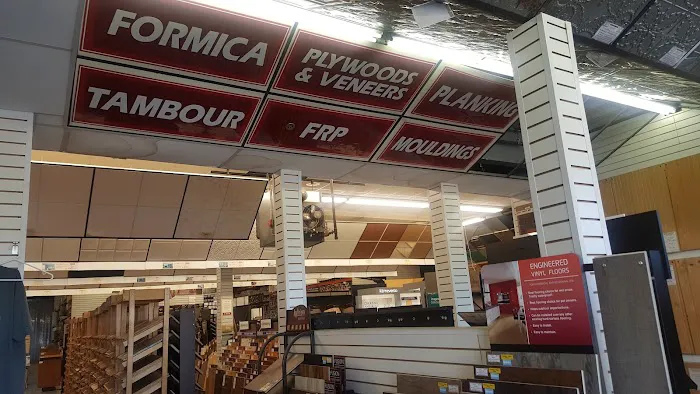 FORMICA
PLYWOODS
& VENEERS
PLANKING
TAMBOUR
FRP
MOULDINGS
ENGINEERED
VINYL FLOORS